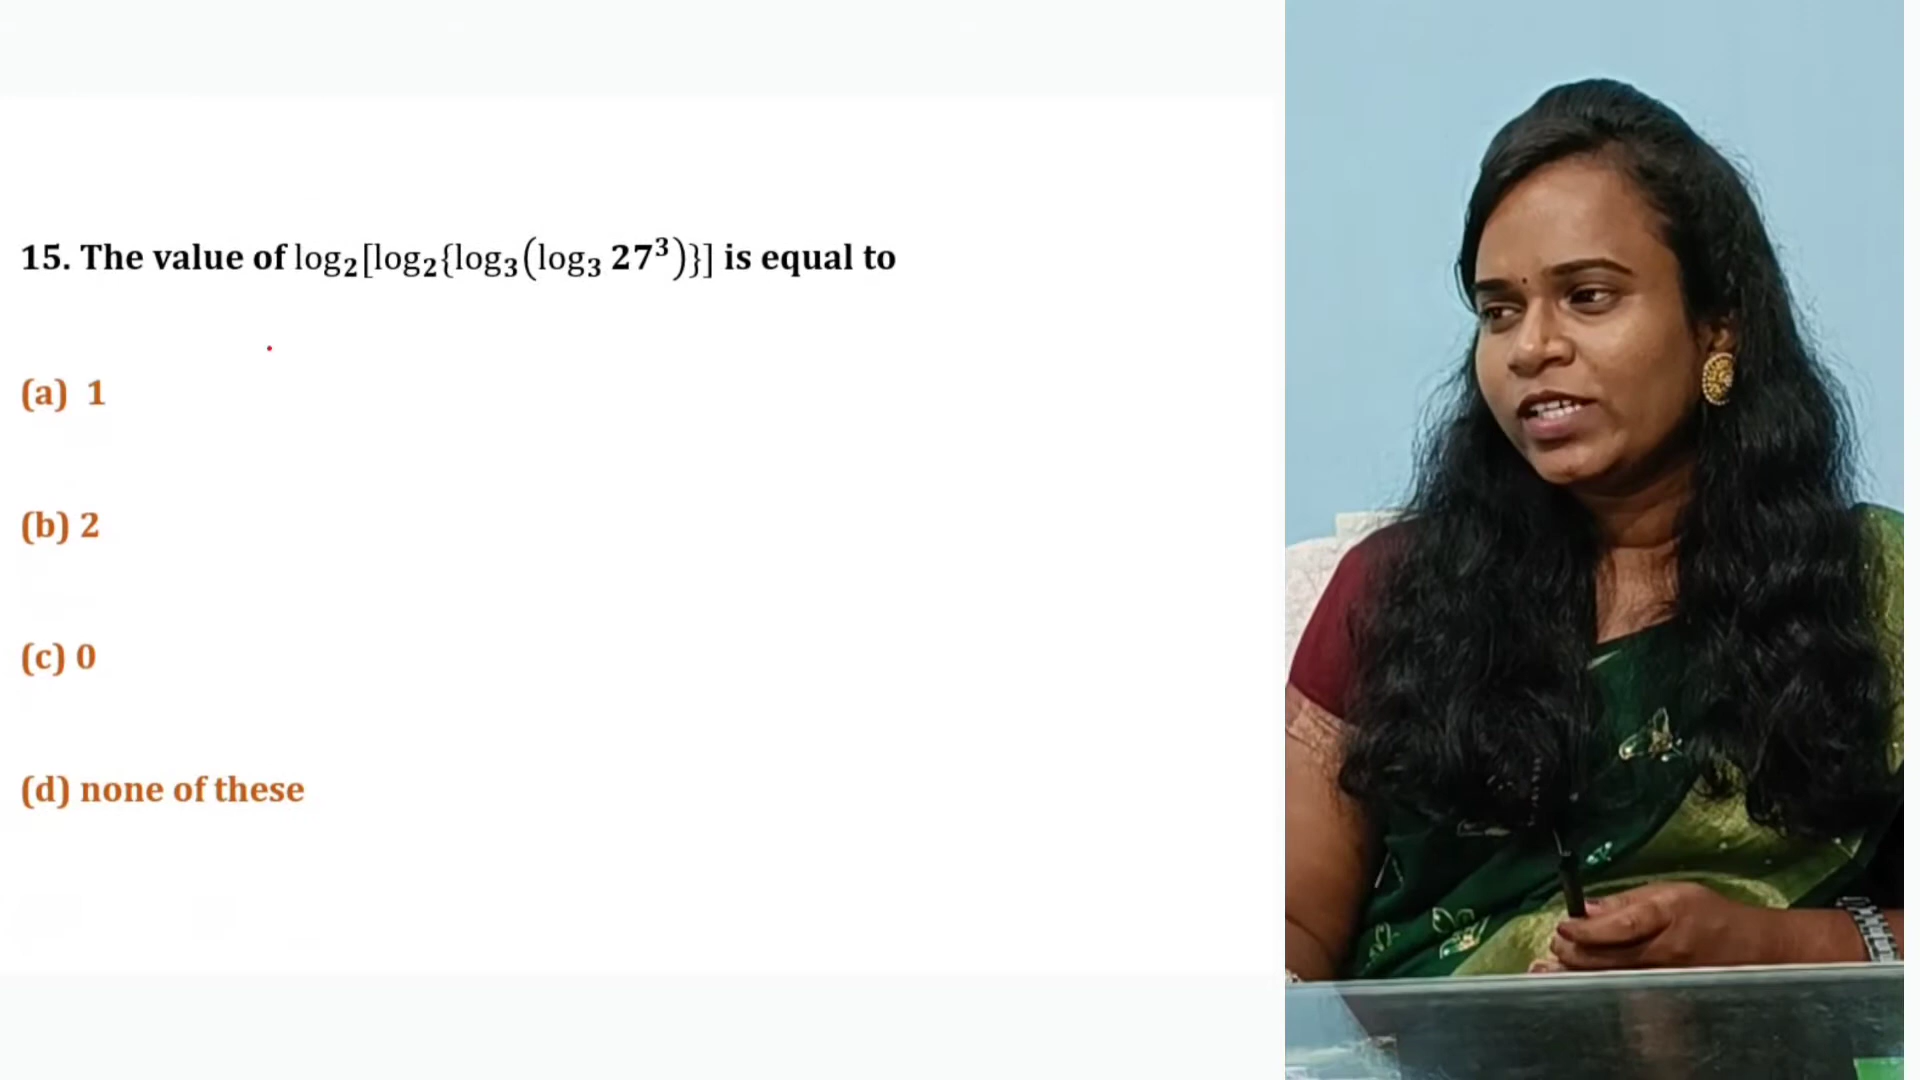 15. The value of log₂[log₂{log₃(log₃ 27³)}] is equal to
(a) 1
(b) 2
(c) 0
(d) none of these